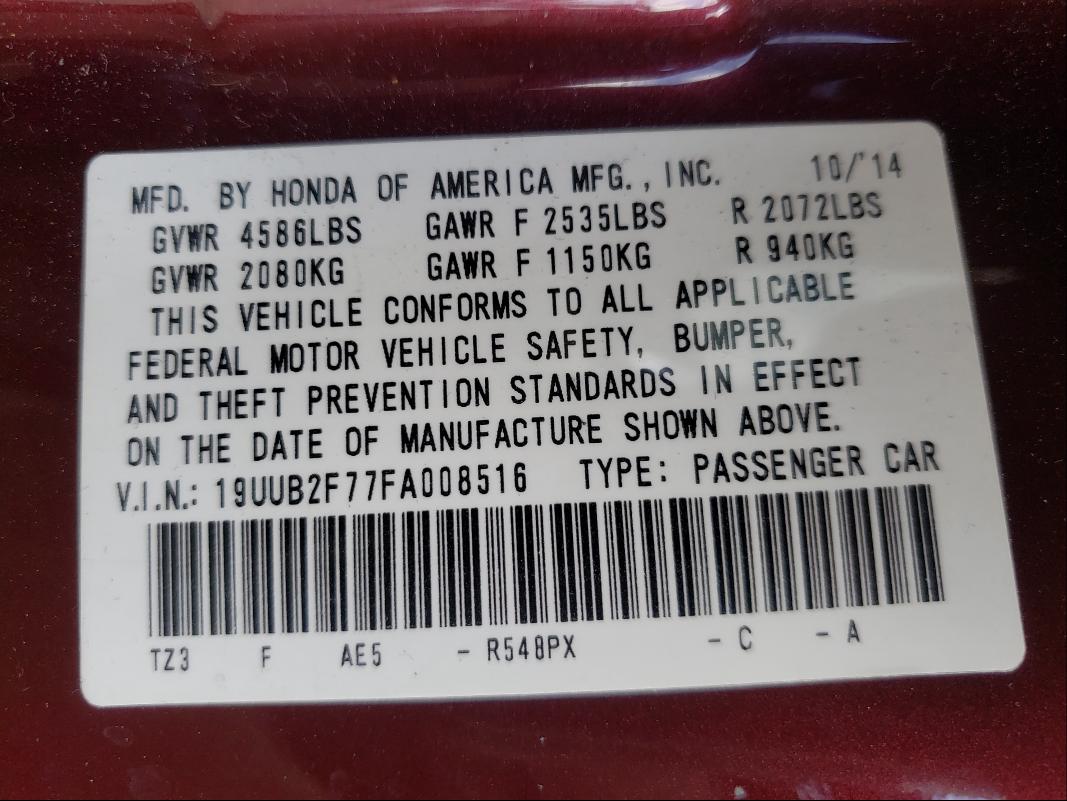 MFD. BY HONDA OF AMERICA MFG., INC. 10/'14
GVWR 4586LBS GAWR F 2535LBS R 2072LBS
GVWR 2080KG GAWR F 1150KG R 940KG
THIS VEHICLE CONFORMS TO ALL APPLICABLE
FEDERAL MOTOR VEHICLE SAFETY, BUMPER,
AND THEFT PREVENTION STANDARDS IN EFFECT
ON THE DATE OF MANUFACTURE SHOWN ABOVE.
V.I.N.: 19UUB2F77FA008516 TYPE: PASSENGER CAR
TZ3 F AE5 - R548PX - C - A